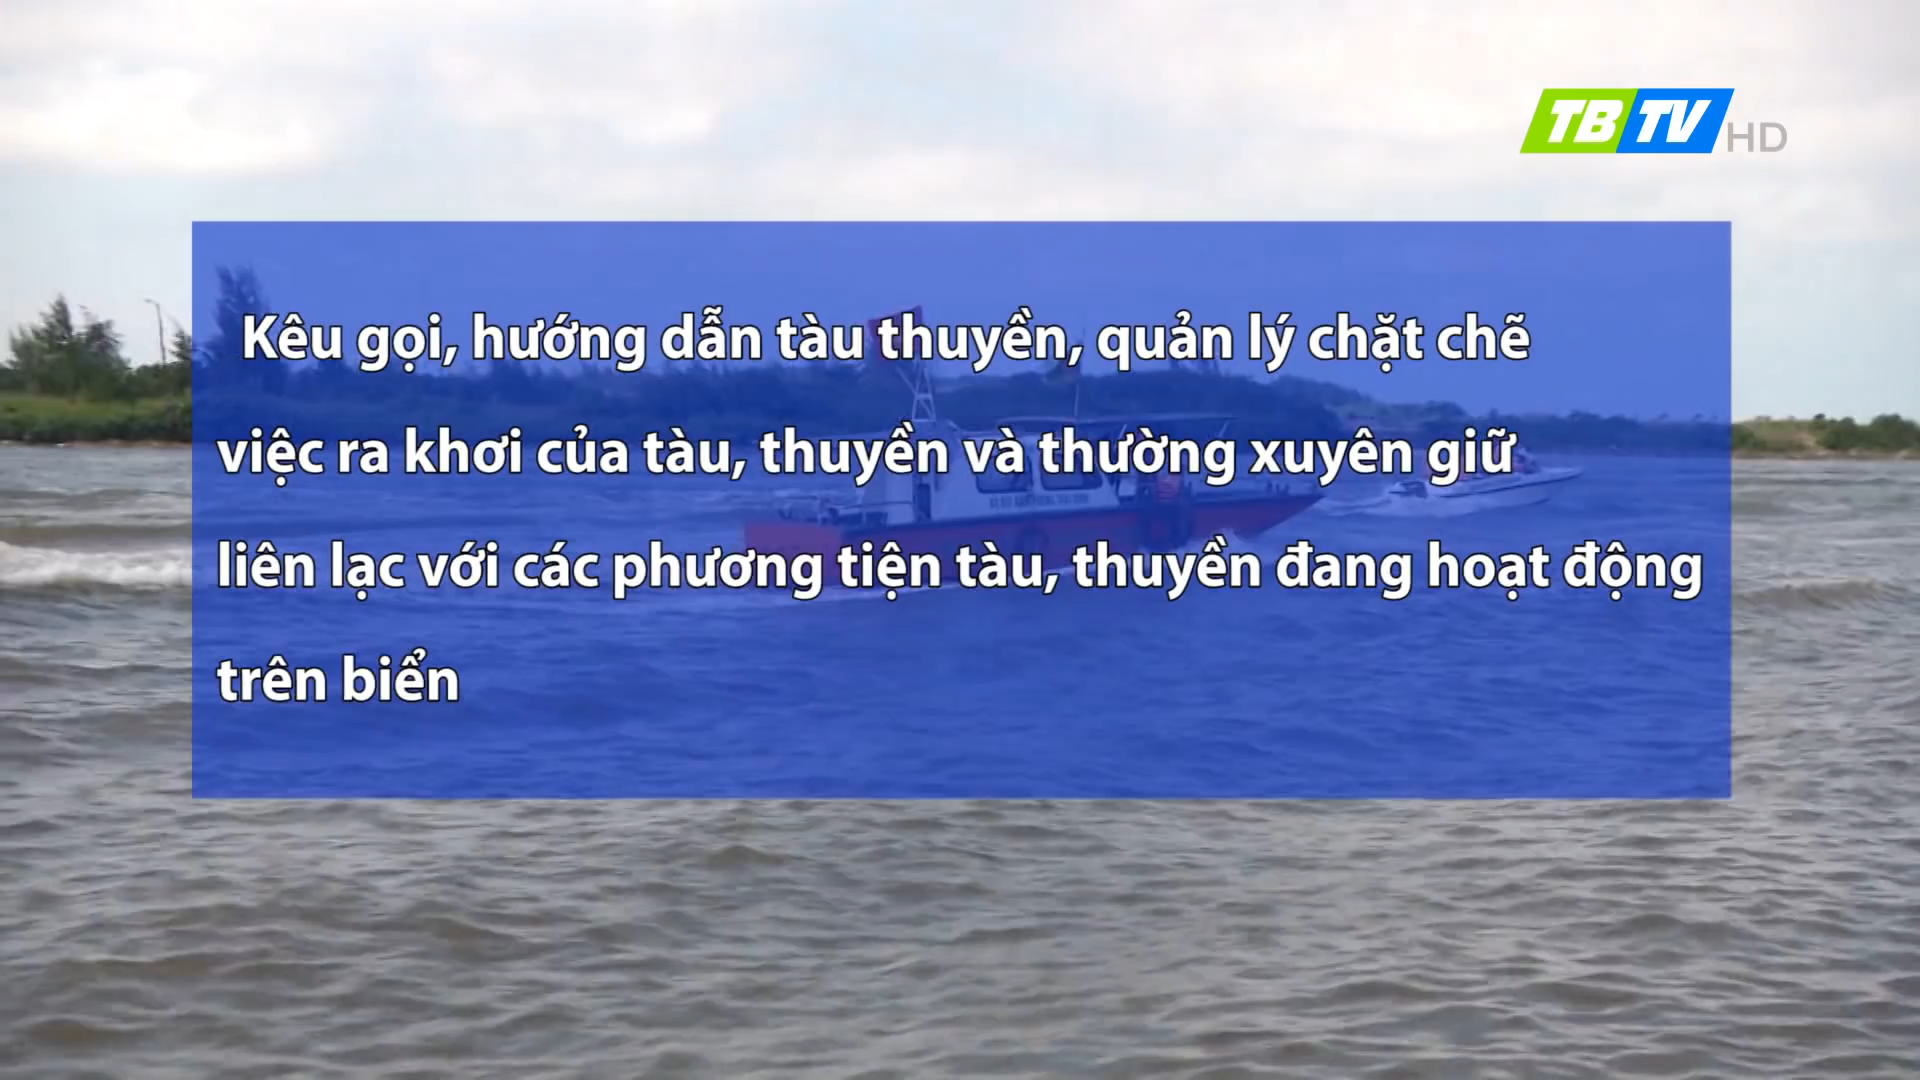 TBTV HD
Kêu gọi, hướng dẫn tàu thuyền, quản lý chặt chẽ
việc ra khơi của tàu, thuyền và thường xuyên giữ
liên lạc với các phương tiện tàu, thuyền đang hoạt động
trên biển